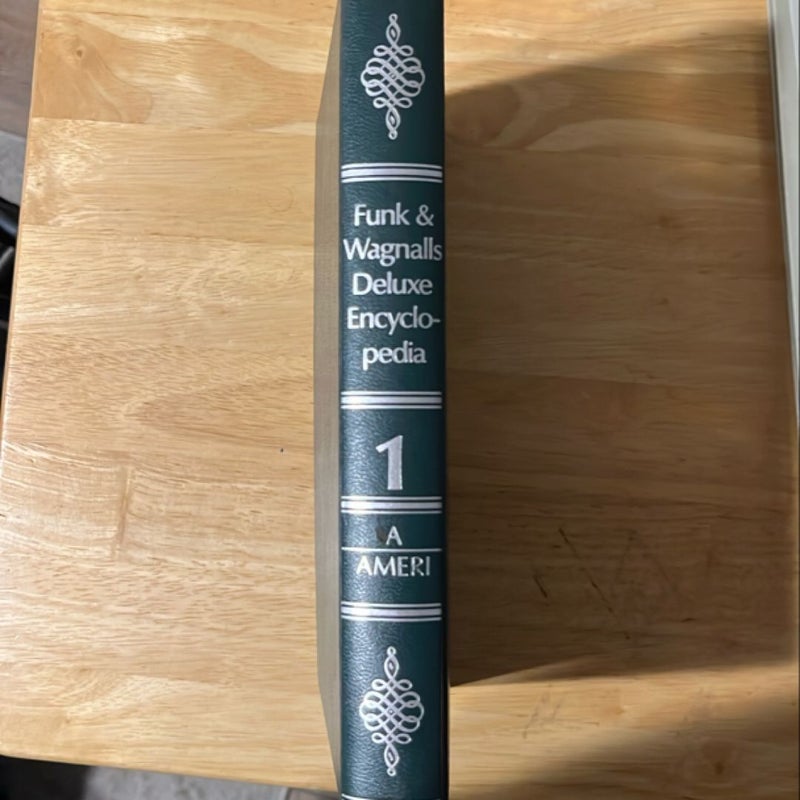 Funk &
Wagnalls
Deluxe
Encyclo-
pedia
1
A
AMERI